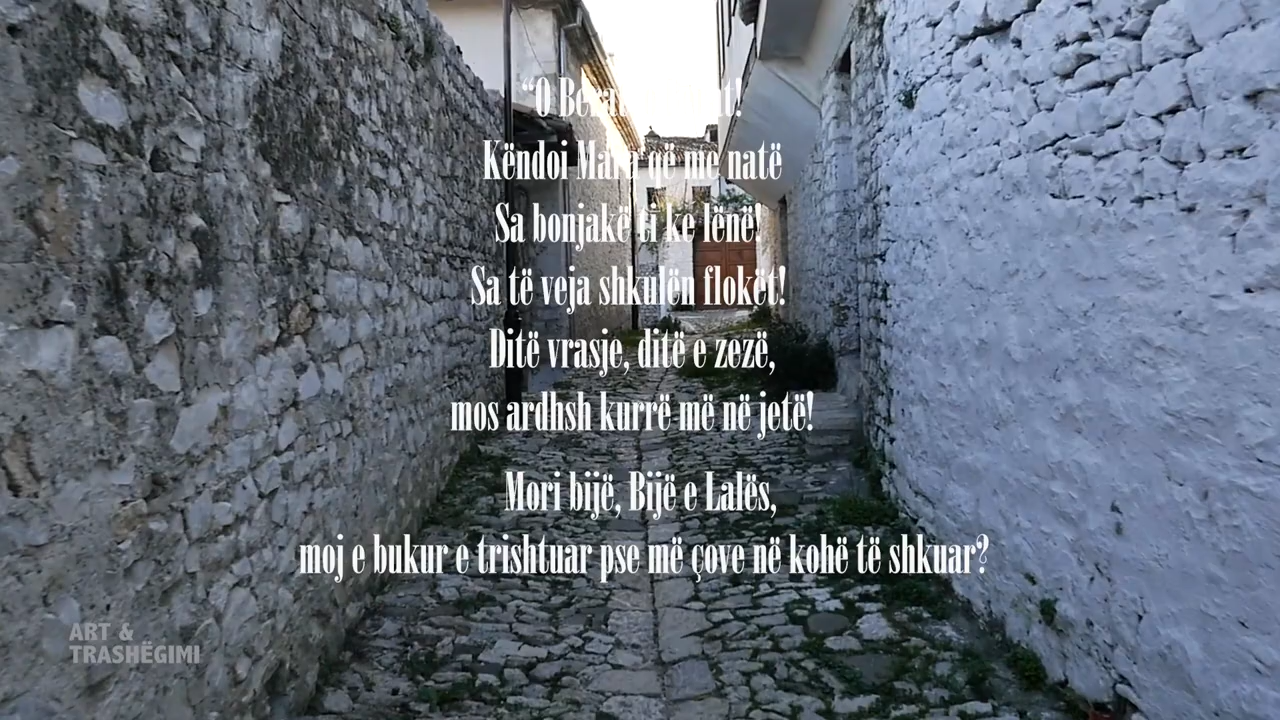 “O
Këndoi Mara që me natë
Sa bonjakë ti ke lënë!
Sa të veja shkulën flokët!
Ditë vrasje, ditë e zezë,
mos ardhsh kurrë më në jetë!
Mori bijë, Bijë e Lalës,
moj e bukur e trishtuar pse më çove në kohë të shkuar?
ART &
TRASHËGIMI